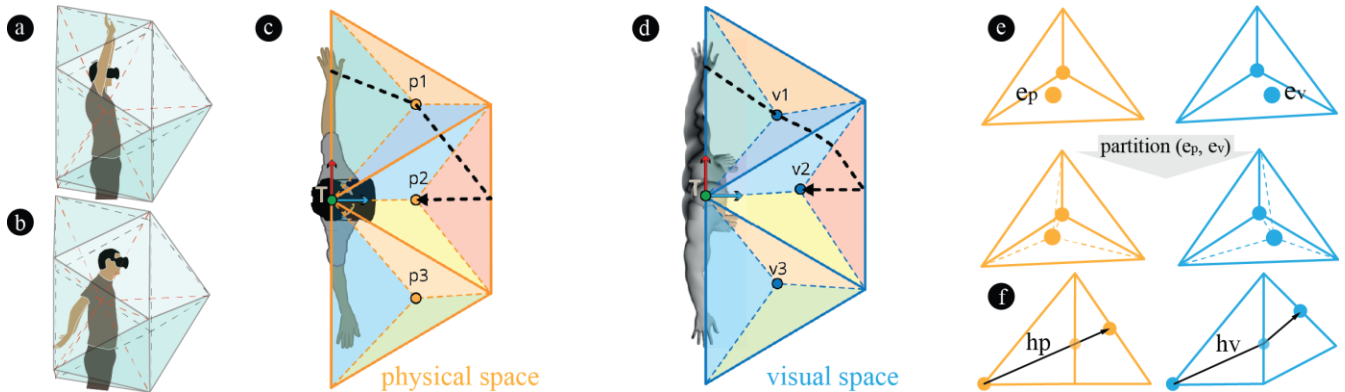 a
b
c
p1
T
p2
p3
physical space
d
v1
T
v2
v3
visual space
e
ep
ev
partition (ep, ev)
f
hp
hv